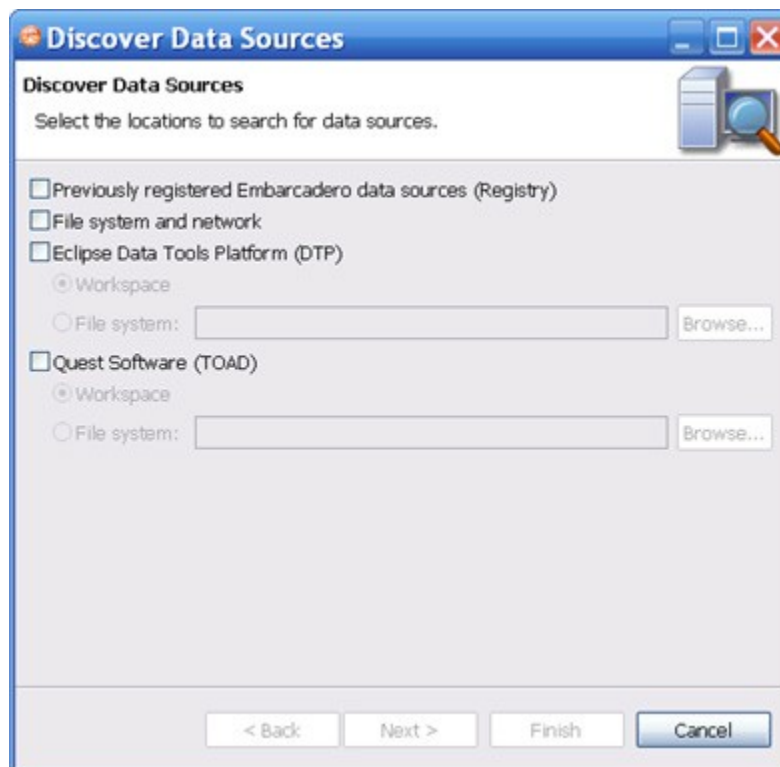 Discover Data Sources
Discover Data Sources
Select the locations to search for data sources.
Previously registered Embarcadero data sources (Registry)
File system and network
Eclipse Data Tools Platform (DTP)
Workspace
File system: Browse...
Quest Software (TOAD)
Workspace
File system: Browse...
< Back Next > Finish Cancel